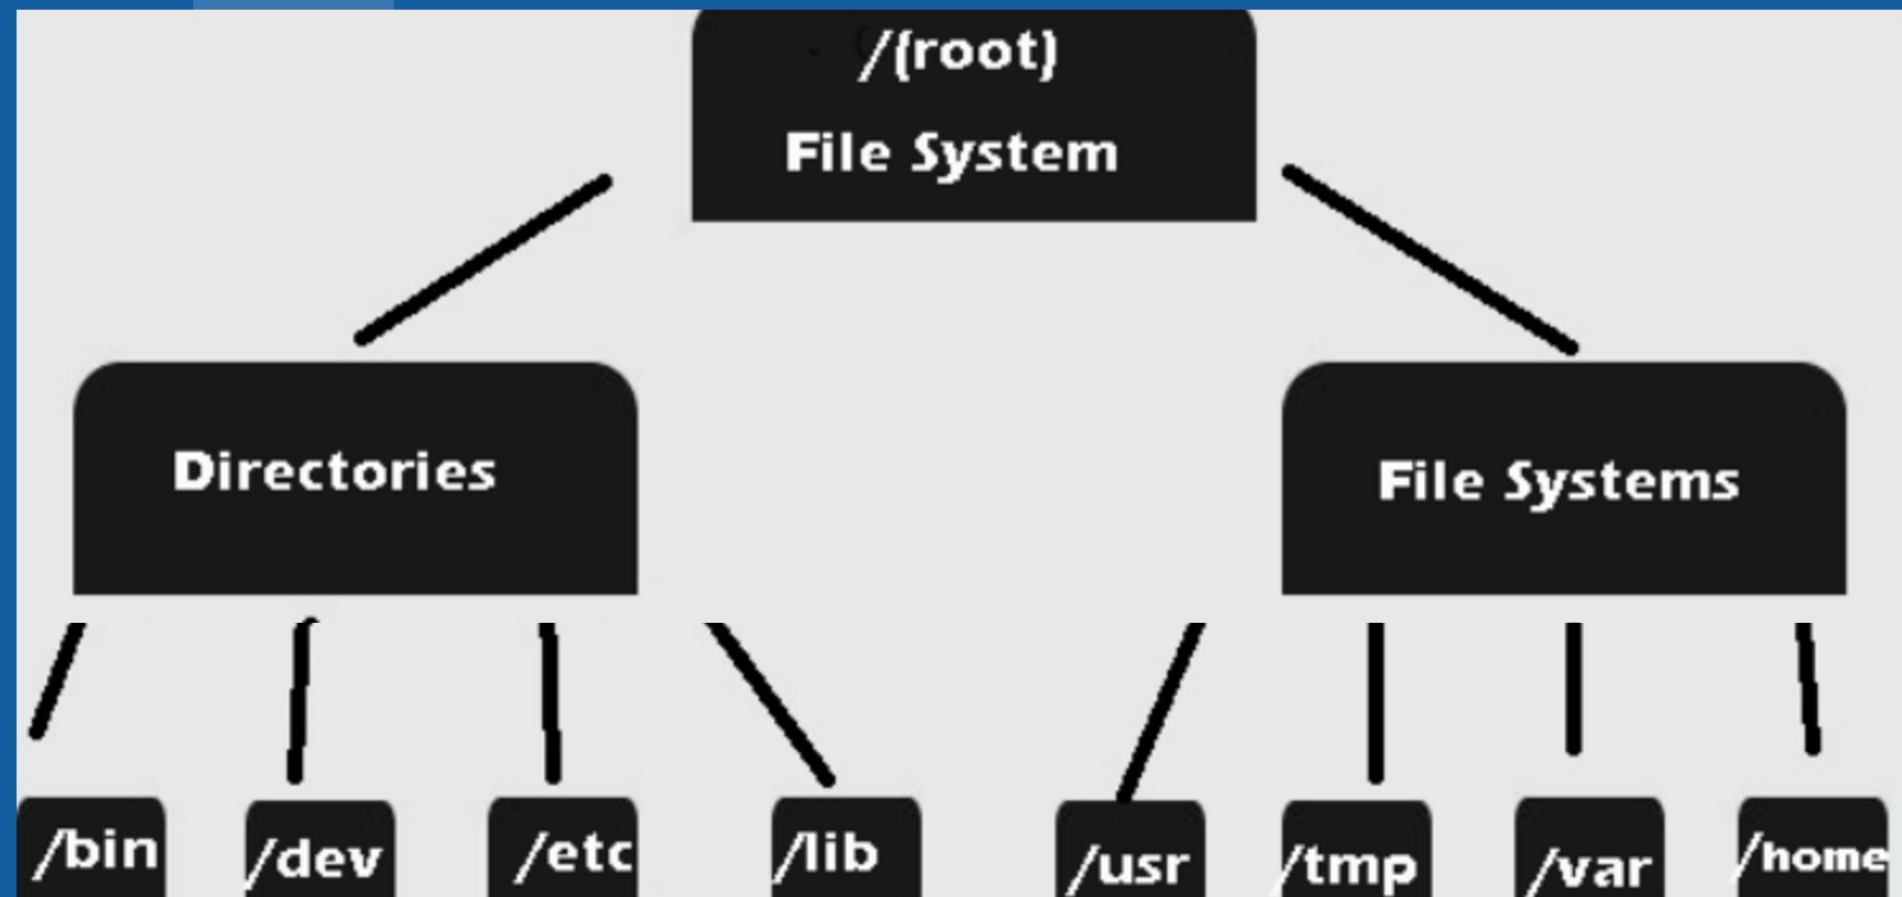 /(root)
File System
Directories
File Systems
/bin
/dev
/etc
/lib
/usr
/tmp
/var
/home